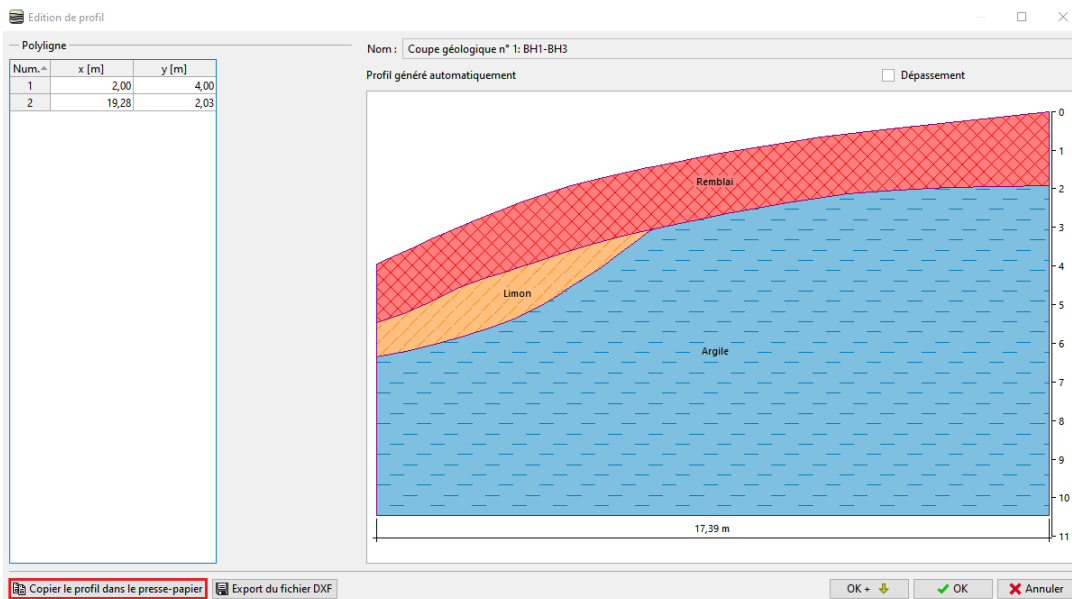 Edition de profil
Polyligne
Num. x [m] y [m]
1 2,00 4,00
2 19,28 2,03
Nom : Coupe géologique n° 1: BH1-BH3
Profil généré automatiquement
Dépassement
Remblai
Limon
Argile
0
1
2
3
4
5
6
7
8
9
10
11
17,39 m
Copier le profil dans le presse-papier
Export du fichier DXF
OK +
OK
Annuler